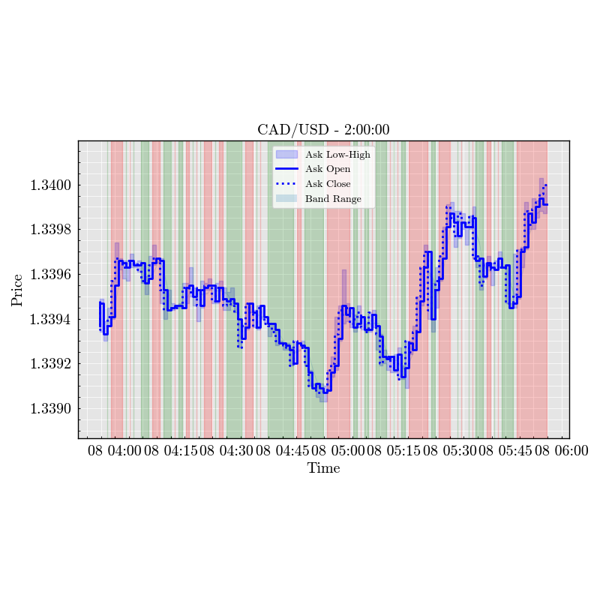 CAD/USD - 2:00:00
Ask Low-High
Ask Open
Ask Close
Band Range
Price
1.3400
1.3398
1.3396
1.3394
1.3392
1.3390
08 04:00 08 04:15 08 04:30 08 04:45 08 05:00 08 05:15 08 05:30 08 05:45 08 06:00
Time